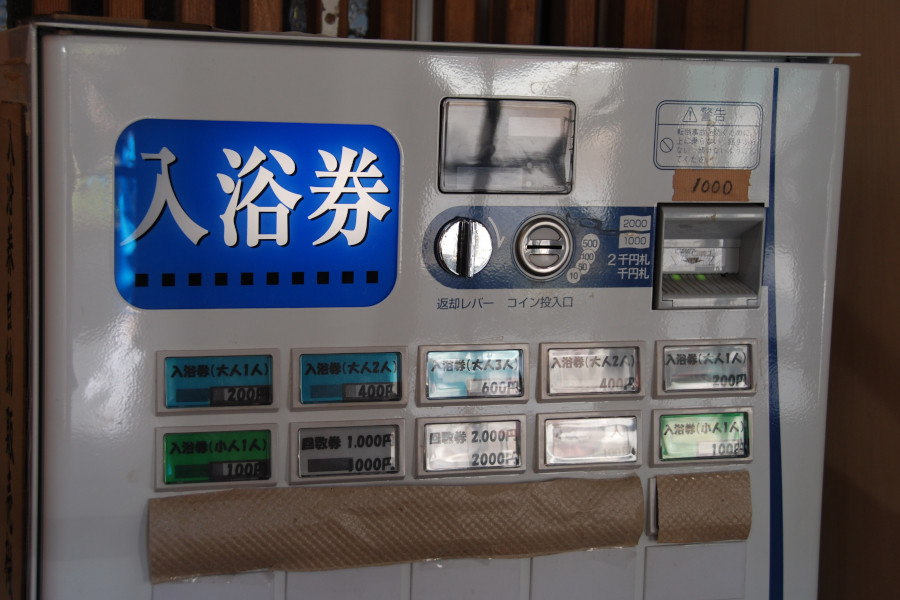 入浴券
警告
1000
2000
1000
500
100
50
10
2千円札
千円札
返却レバー コイン投入口
入浴券(大人1人)
200円
入浴券(大人2人)
400円
入浴券(大人3人)
600円
入浴券(大人2人)
400円
入浴券(大人1人)
200円
入浴券(小人1人)
100円
回数券 1.000円
1000円
回数券 2.000円
2000円
入浴券(小人1人)
100円